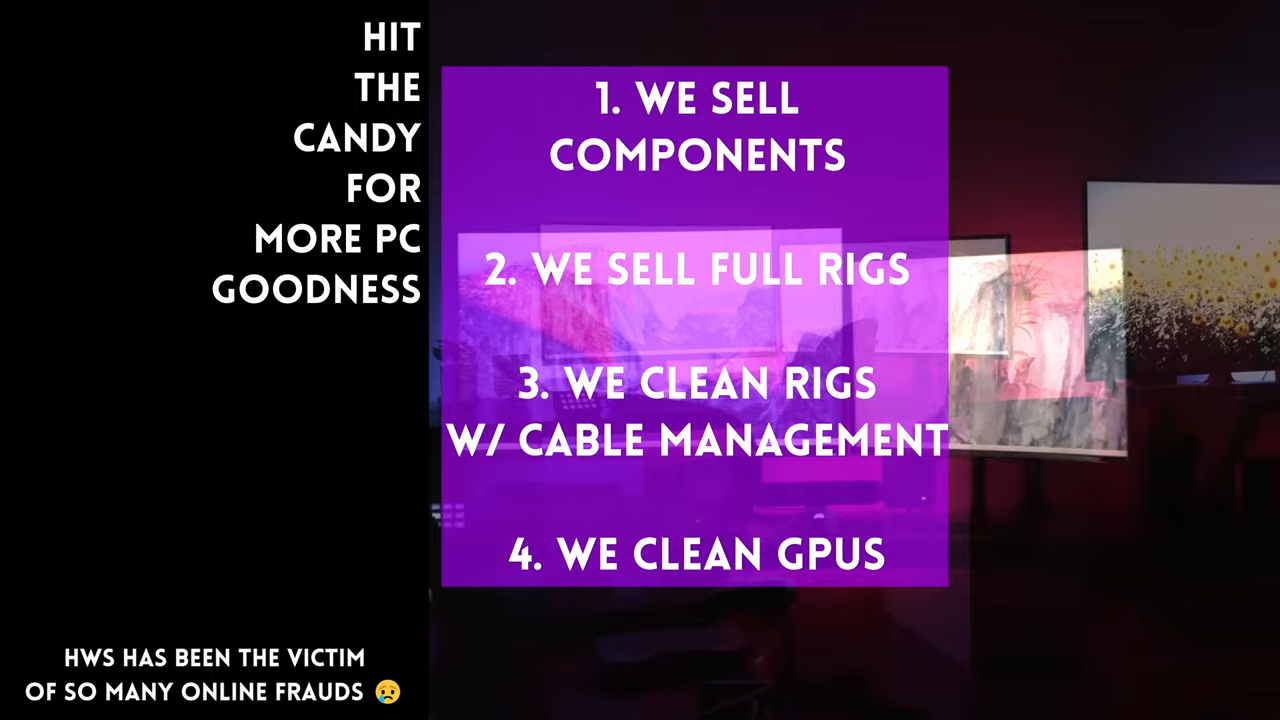 HIT
THE
CANDY
FOR
MORE PC
GOODNESS
1. WE SELL
COMPONENTS
2. WE SELL FULL RIGS
3. WE CLEAN RIGS
W/ CABLE MANAGEMENT
4. WE CLEAN GPUS
HWS HAS BEEN THE VICTIM
OF SO MANY ONLINE FRAUDS 😢